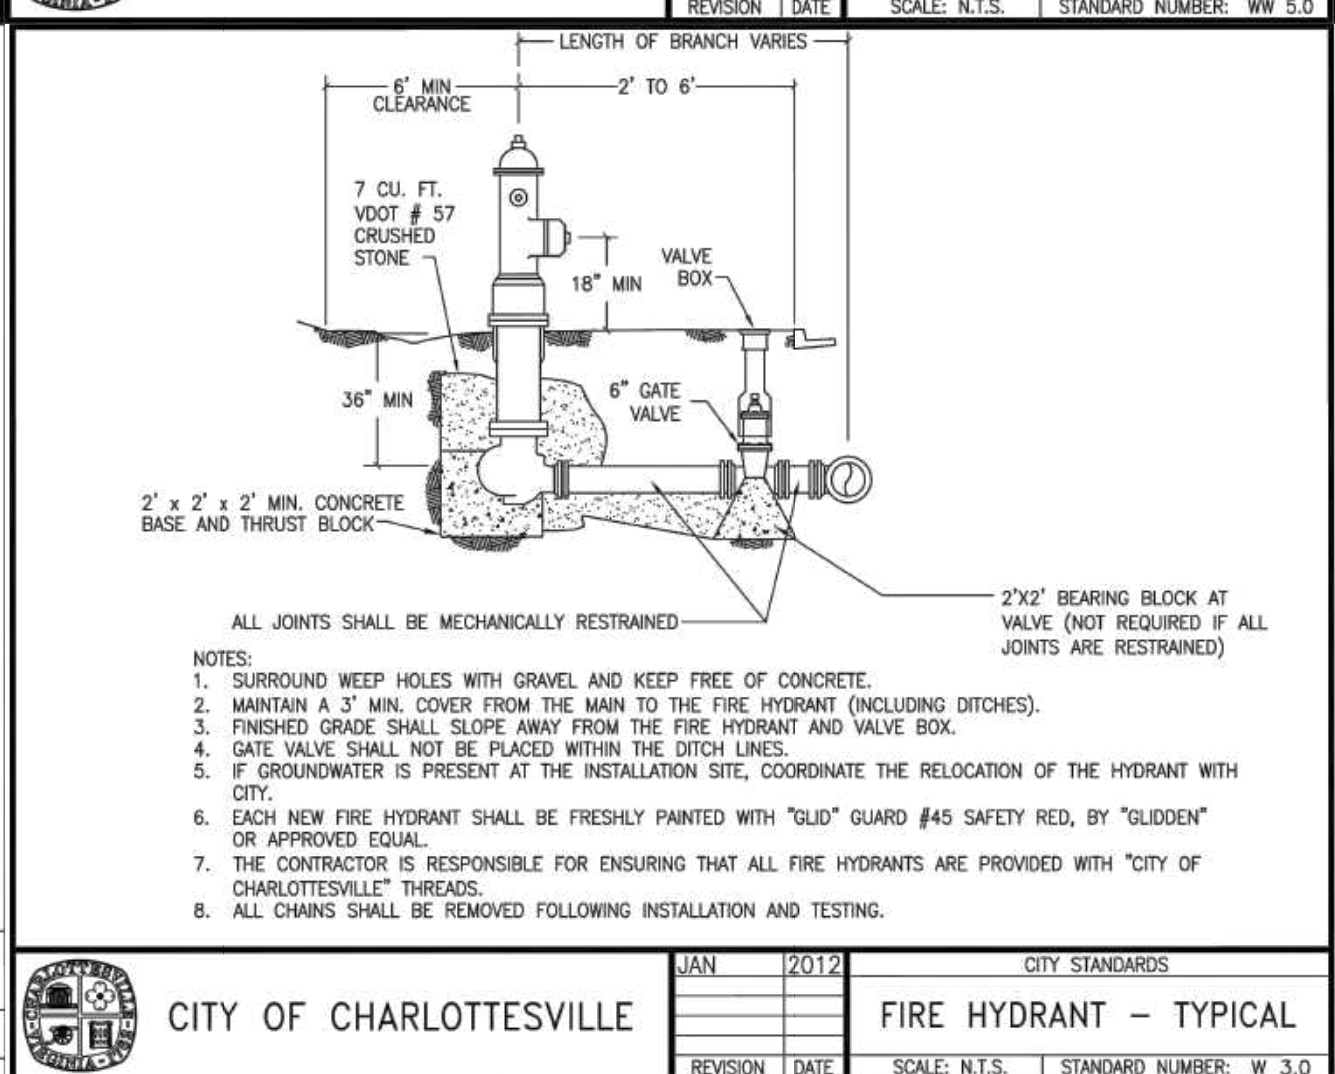 REVISION DATE SCALE: N.T.S. STANDARD NUMBER: WW 5.0
LENGTH OF BRANCH VARIES
6' MIN
CLEARANCE
2' TO 6'
7 CU. FT.
VDOT # 57
CRUSHED
STONE
18" MIN
VALVE
BOX
36" MIN
6" GATE
VALVE
2' x 2' x 2' MIN. CONCRETE
BASE AND THRUST BLOCK
ALL JOINTS SHALL BE MECHANICALLY RESTRAINED
2'X2' BEARING BLOCK AT
VALVE (NOT REQUIRED IF ALL
JOINTS ARE RESTRAINED)
NOTES:
1. SURROUND WEEP HOLES WITH GRAVEL AND KEEP FREE OF CONCRETE.
2. MAINTAIN A 3' MIN. COVER FROM THE MAIN TO THE FIRE HYDRANT (INCLUDING DITCHES).
3. FINISHED GRADE SHALL SLOPE AWAY FROM THE FIRE HYDRANT AND VALVE BOX.
4. GATE VALVE SHALL NOT BE PLACED WITHIN THE DITCH LINES.
5. IF GROUNDWATER IS PRESENT AT THE INSTALLATION SITE, COORDINATE THE RELOCATION OF THE HYDRANT WITH
CITY.
6. EACH NEW FIRE HYDRANT SHALL BE FRESHLY PAINTED WITH "GLID" GUARD #45 SAFETY RED, BY "GLIDDEN"
OR APPROVED EQUAL.
7. THE CONTRACTOR IS RESPONSIBLE FOR ENSURING THAT ALL FIRE HYDRANTS ARE PROVIDED WITH "CITY OF
CHARLOTTESVILLE" THREADS.
8. ALL CHAINS SHALL BE REMOVED FOLLOWING INSTALLATION AND TESTING.
CHARLOTTESVILLE
VIRGINIA-1762
CITY OF CHARLOTTESVILLE
JAN 2012
REVISION DATE
CITY STANDARDS
FIRE HYDRANT – TYPICAL
SCALE: N.T.S. STANDARD NUMBER: W 3.0